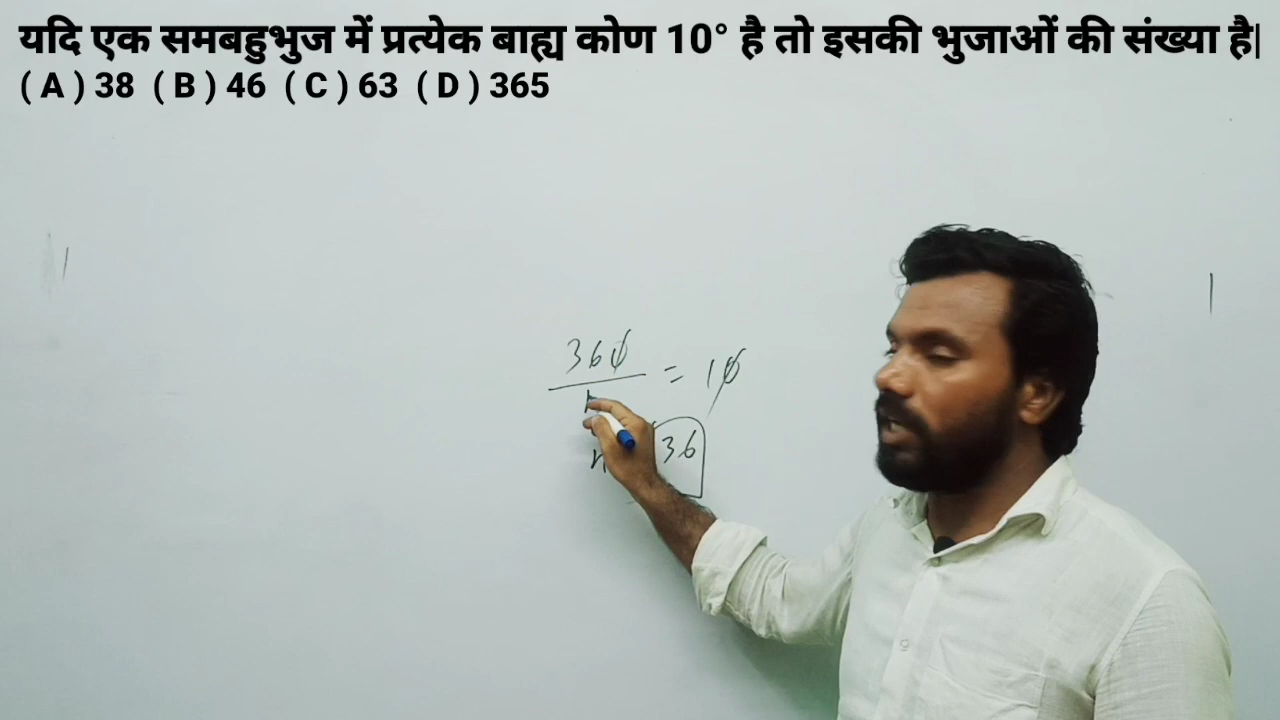 यदि एक समबहुभुज में प्रत्येक बाह्य कोण 10° है तो इसकी भुजाओं की संख्या है|
( A ) 38 ( B ) 46 ( C ) 63 ( D ) 365
360 = 10
n
n 36